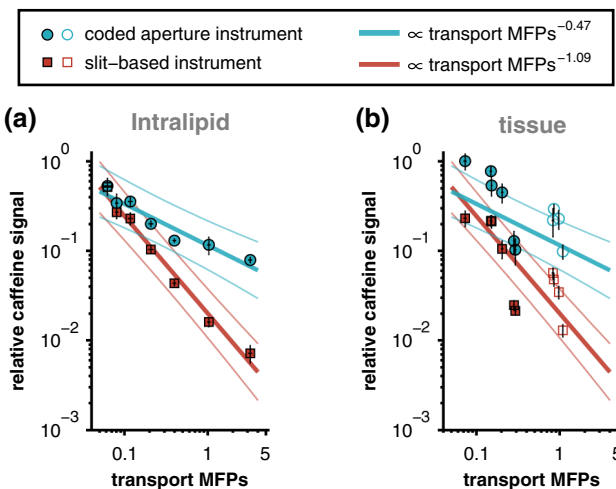 coded aperture instrument
∝ transport MFPs^−0.47
slit−based instrument
∝ transport MFPs^−1.09
(a) Intralipid
(b) tissue
relative caffeine signal
10^0
10^−1
10^−2
10^−3
0.1 1 5
transport MFPs
relative caffeine signal
10^0
10^−1
10^−2
10^−3
0.1 1 5
transport MFPs